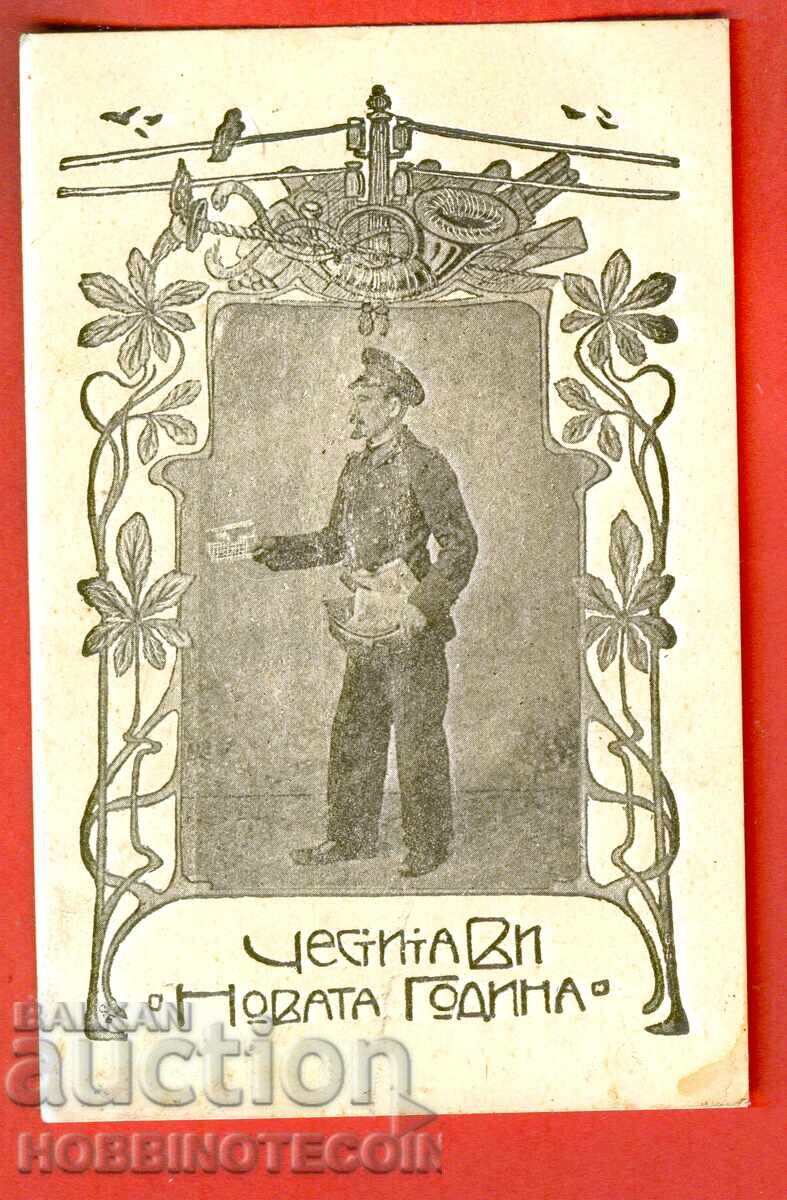 Честита Ви
Новата Година
BALKAN
auction
HOBBINOTECOIN